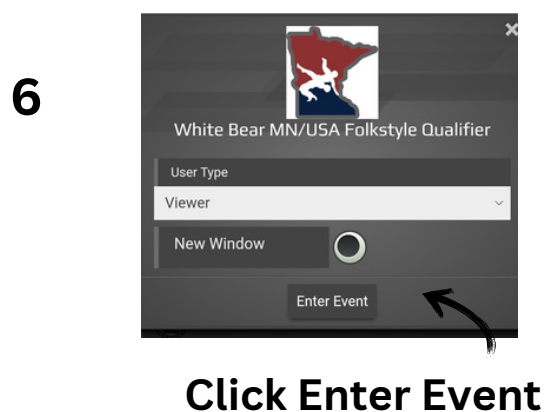 6
White Bear MN/USA Folkstyle Qualifier
User Type
Viewer
New Window
Enter Event
Click Enter Event